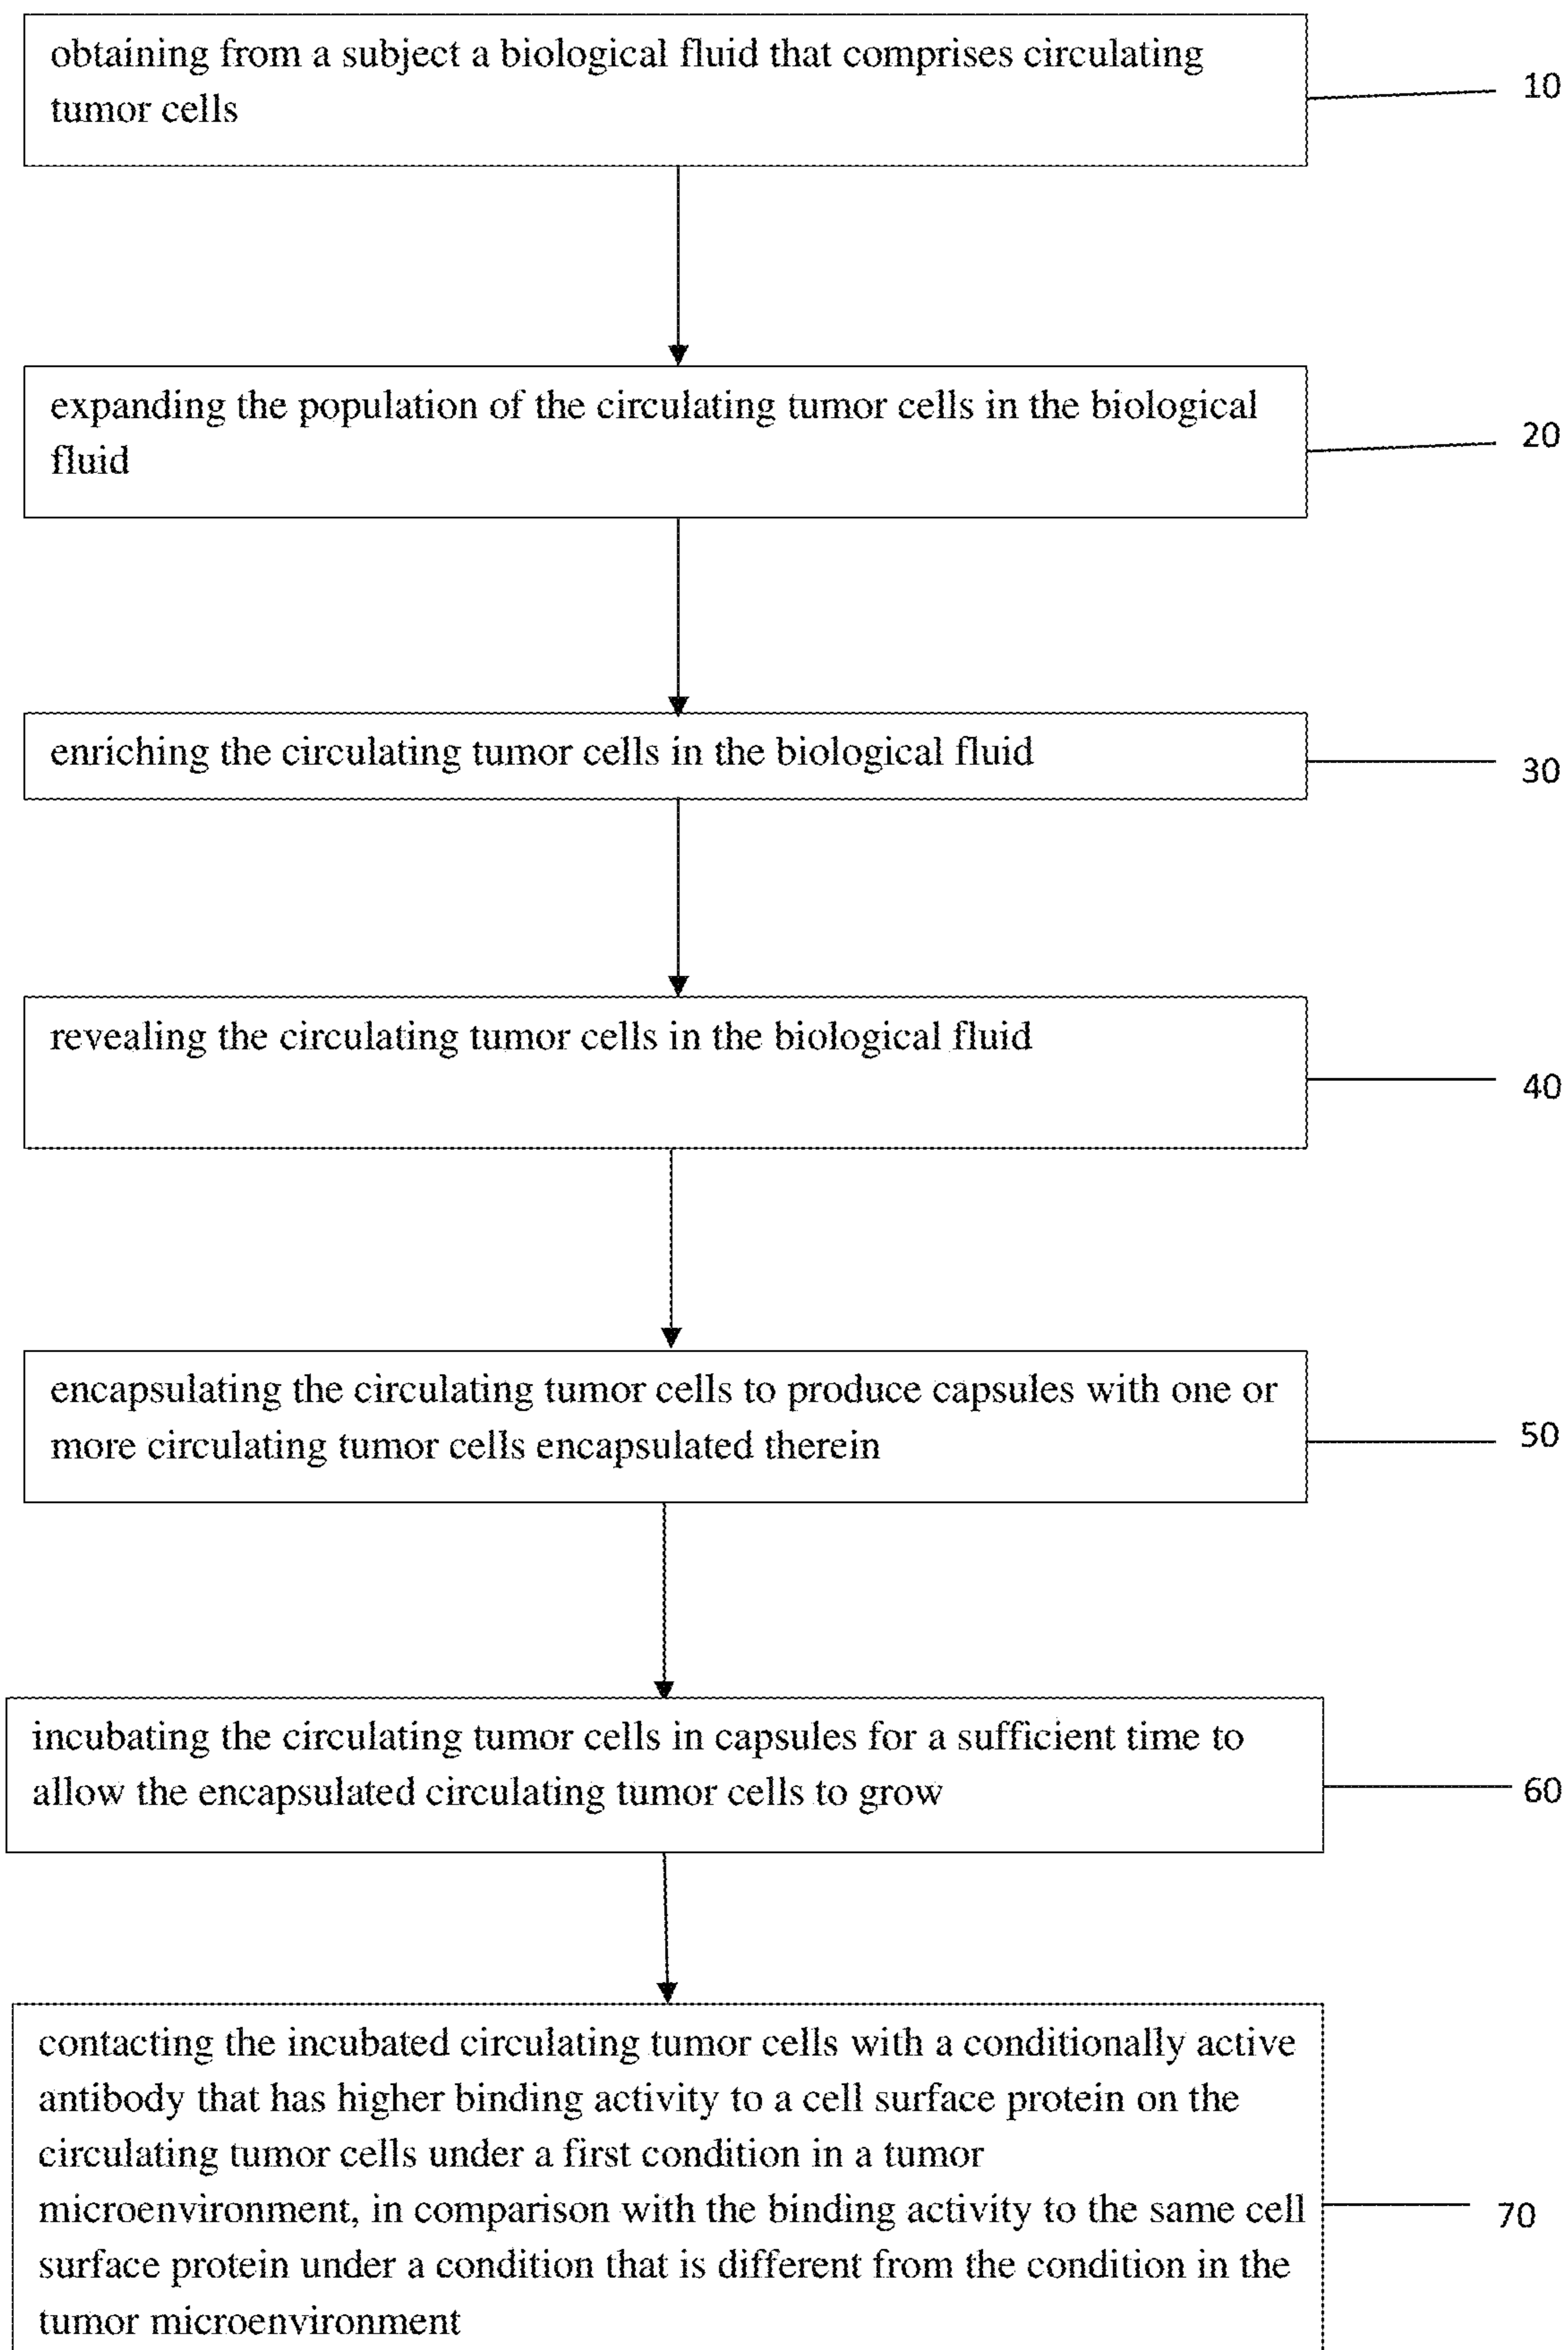 obtaining from a subject a biological fluid that comprises circulating
tumor cells
10
expanding the population of the circulating tumor cells in the biological
fluid
20
enriching the circulating tumor cells in the biological fluid
30
revealing the circulating tumor cells in the biological fluid
40
encapsulating the circulating tumor cells to produce capsules with one or
more circulating tumor cells encapsulated therein
50
incubating the circulating tumor cells in capsules for a sufficient time to
allow the encapsulated circulating tumor cells to grow
60
contacting the incubated circulating tumor cells with a conditionally active
antibody that has higher binding activity to a cell surface protein on the
circulating tumor cells under a first condition in a tumor
microenvironment, in comparison with the binding activity to the same cell
surface protein under a condition that is different from the condition in the
tumor microenvironment
70